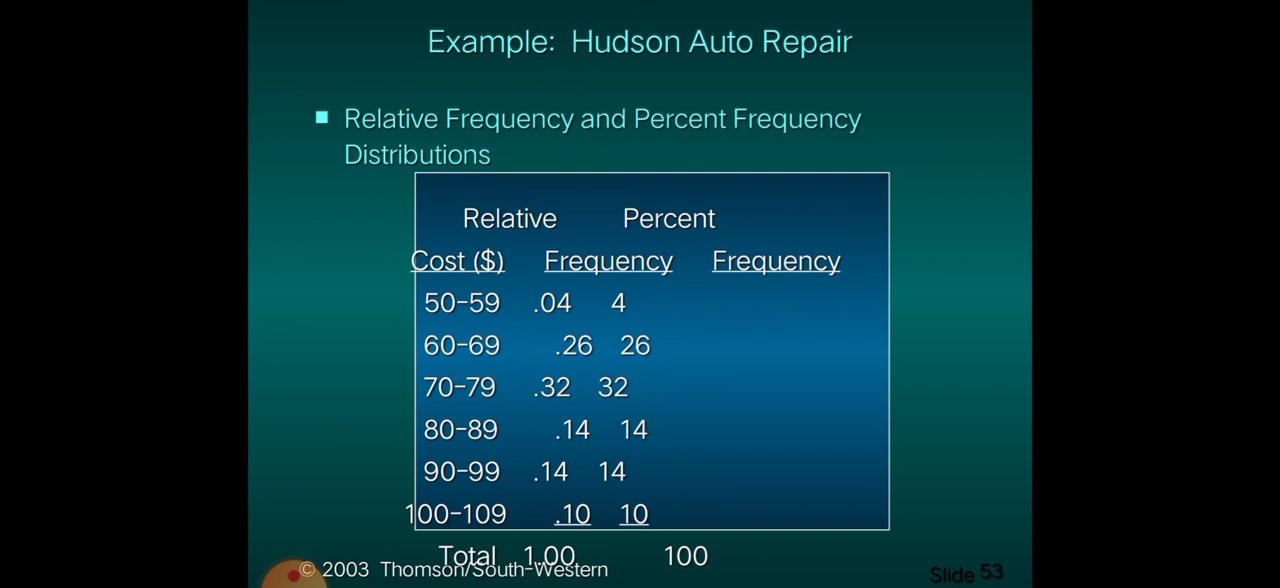 Example: Hudson Auto Repair
■ Relative Frequency and Percent Frequency
Distributions
Relative Percent
Cost ($) Frequency Frequency
50-59 .04 4
60-69 .26 26
70-79 .32 32
80-89 .14 14
90-99 .14 14
100-109 .10 10
Total 1.00 100
© 2003 Thomson/South-Western
Slide 53